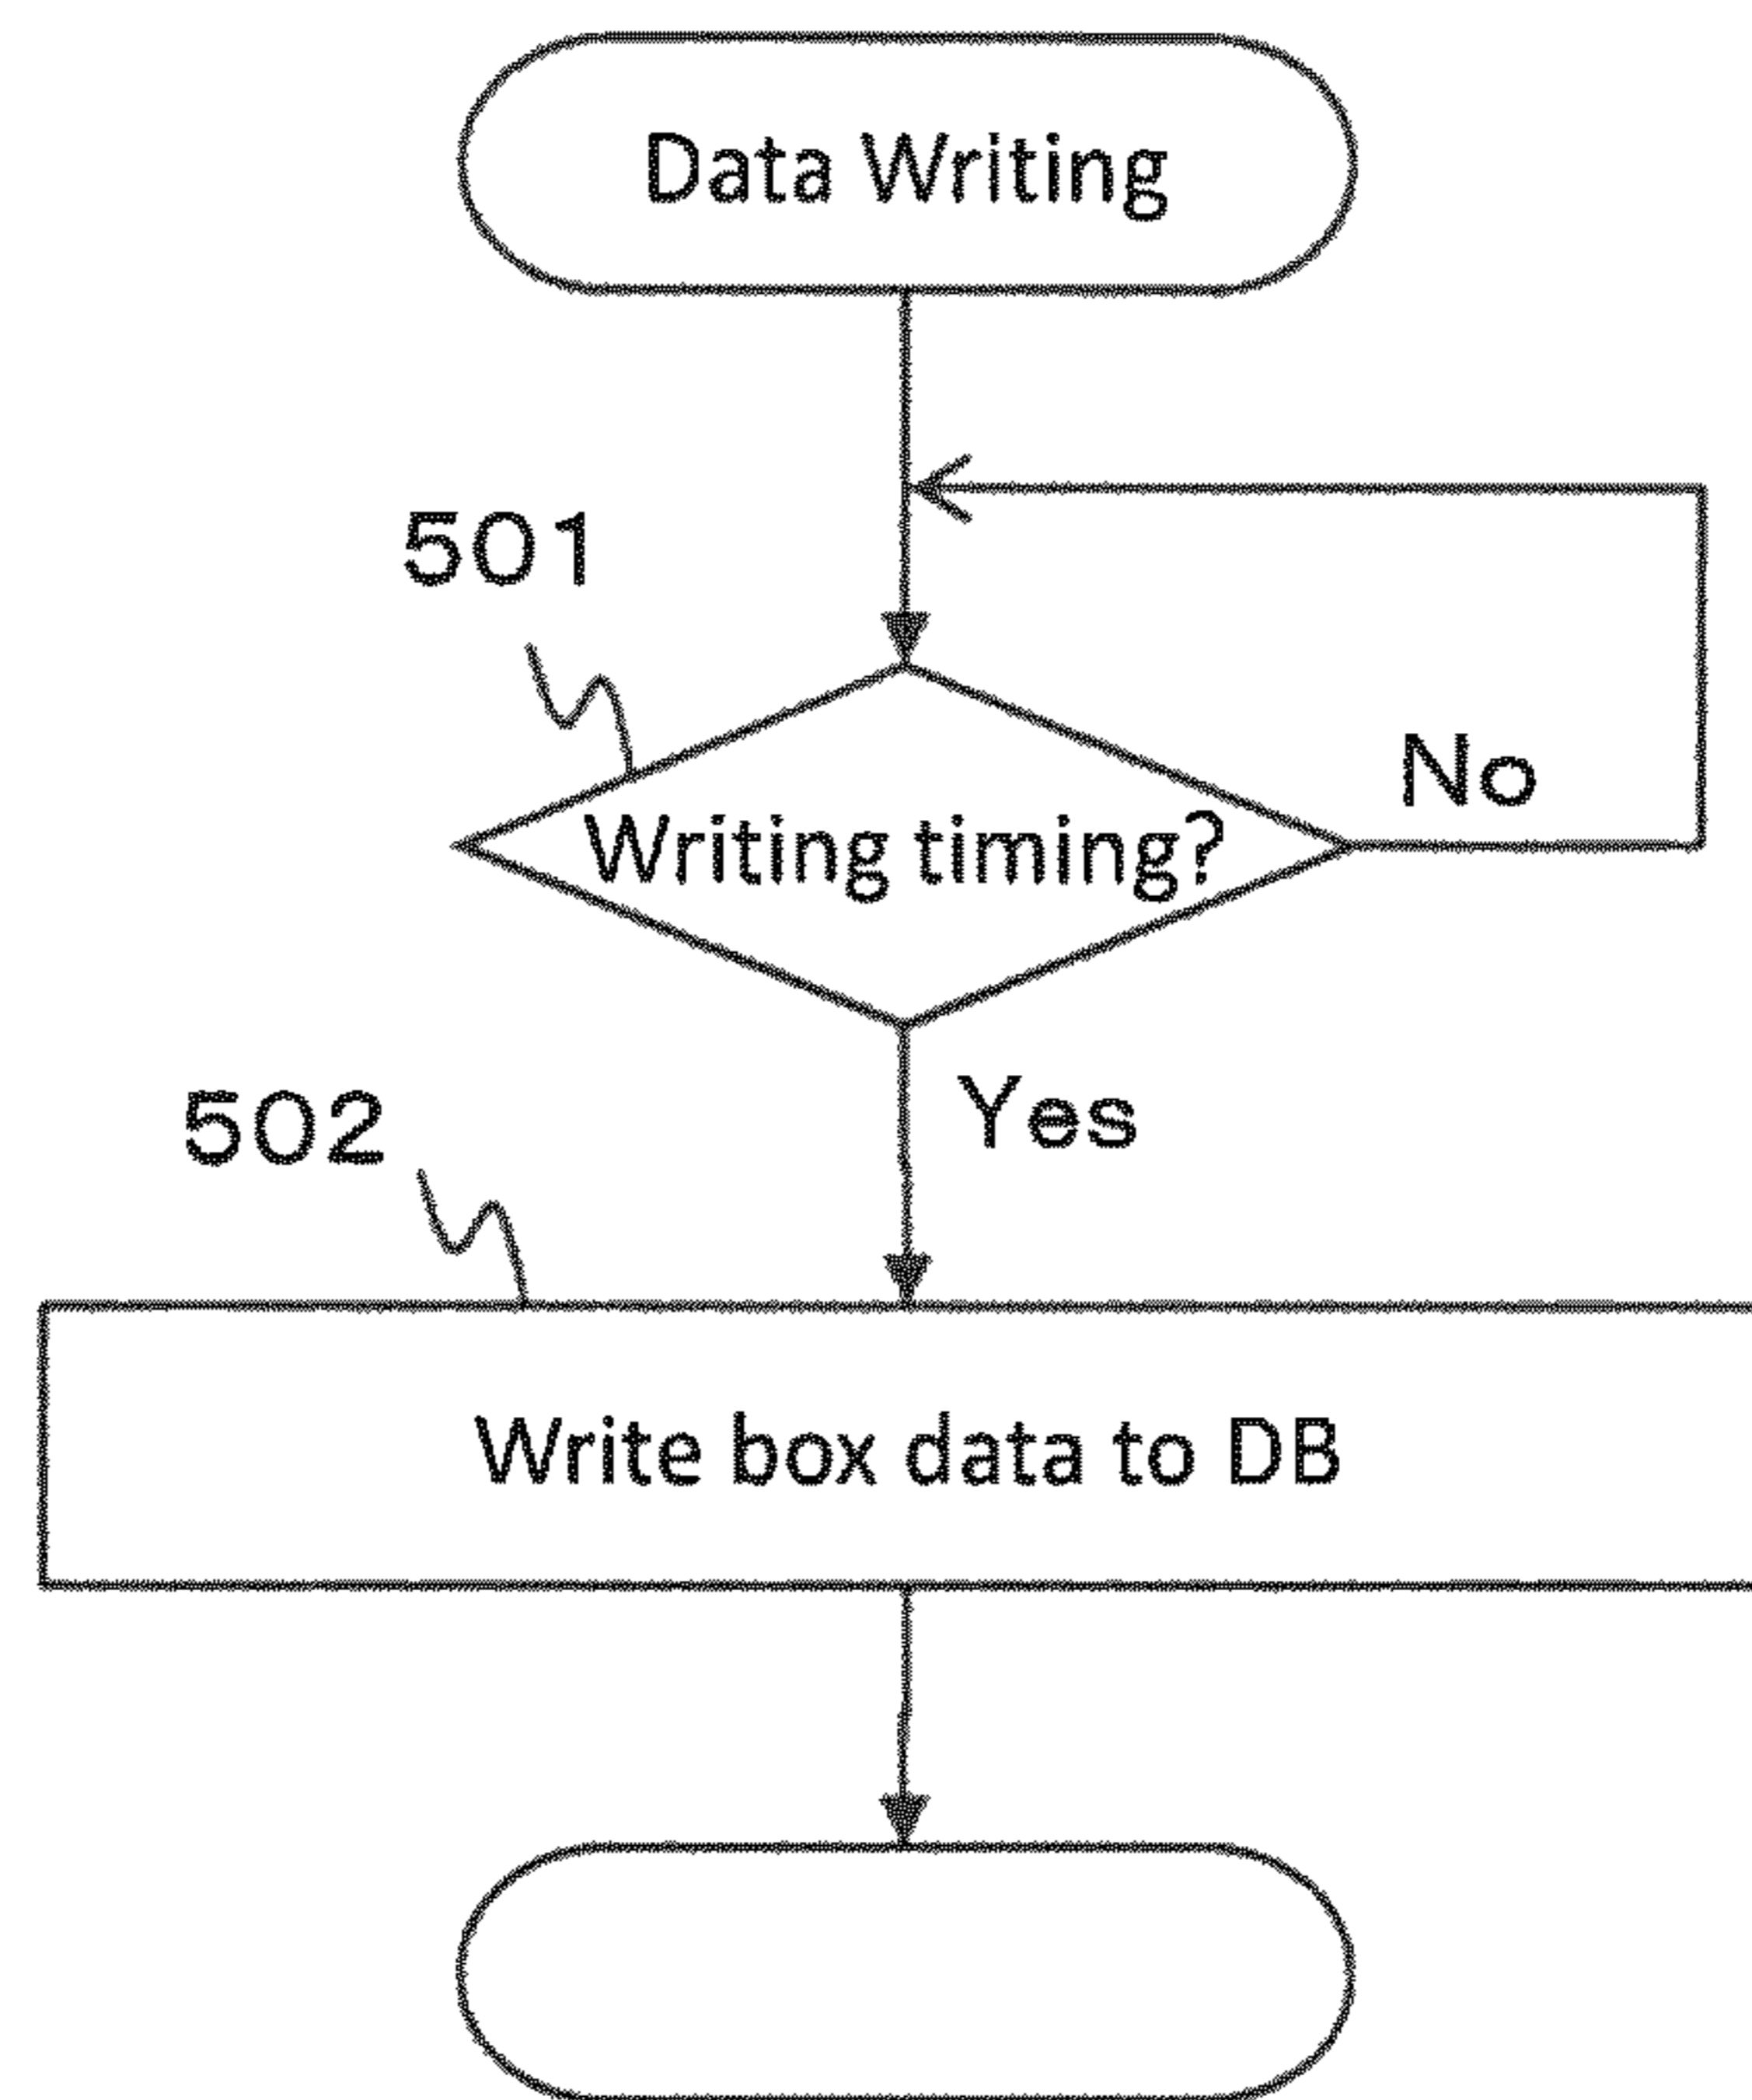 Data Writing
501
No
Writing timing?
Yes
502
Write box data to DB